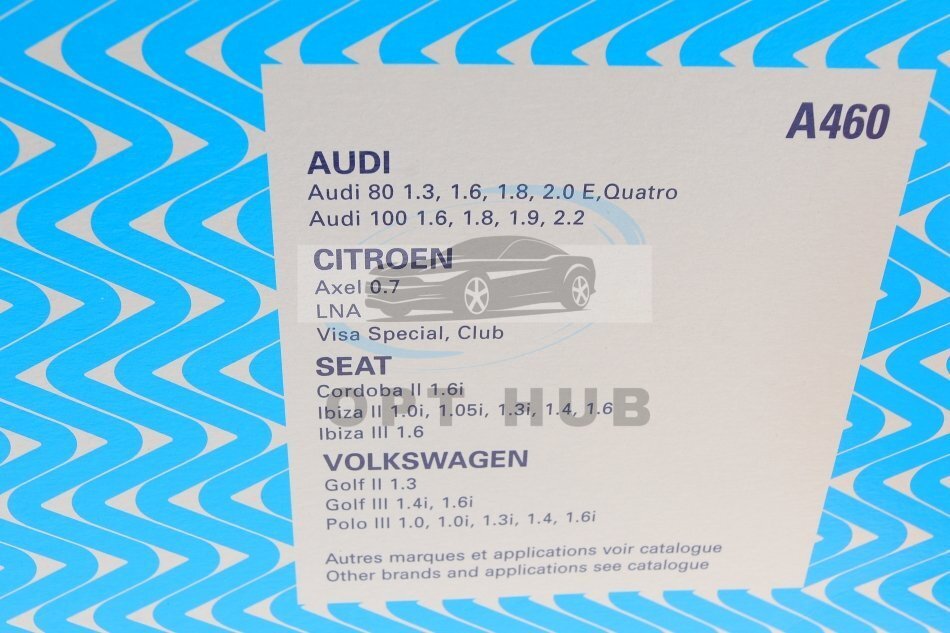 A460
AUDI
Audi 80 1.3, 1.6, 1.8, 2.0 E,Quatro
Audi 100 1.6, 1.8, 1.9, 2.2
CITROEN
Axel 0.7
LNA
Visa Special, Club
SEAT
Cordoba II 1.6i
OPT HUB
Ibiza II 1.0i, 1.05i, 1.3i, 1.4, 1.6
Ibiza III 1.6
VOLKSWAGEN
Golf II 1.3
Golf III 1.4i, 1.6i
Polo III 1.0, 1.0i, 1.3i, 1.4, 1.6i
Autres marques et applications voir catalogue
Other brands and applications see catalogue